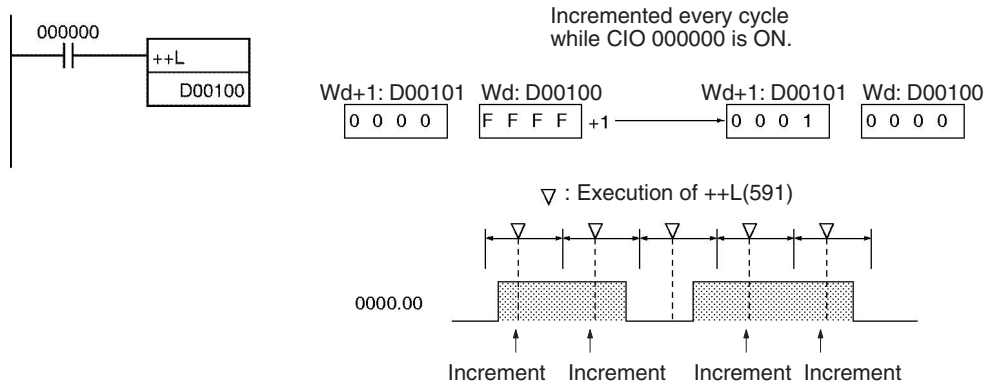 000000
++L
D00100
Incremented every cycle
while CIO 000000 is ON.
Wd+1: D00101 Wd: D00100 Wd+1: D00101 Wd: D00100
0 0 0 0 F F F F +1 0 0 0 1 0 0 0 0
: Execution of ++L(591)
0000.00
Increment Increment Increment Increment